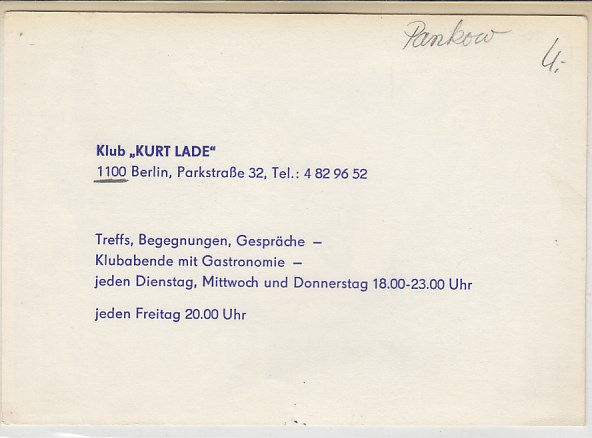 Pankow
4,-
Klub „KURT LADE“
1100 Berlin, Parkstraße 32, Tel.: 4 82 96 52
Treffs, Begegnungen, Gespräche –
Klubabende mit Gastronomie –
jeden Dienstag, Mittwoch und Donnerstag 18.00-23.00 Uhr
jeden Freitag 20.00 Uhr